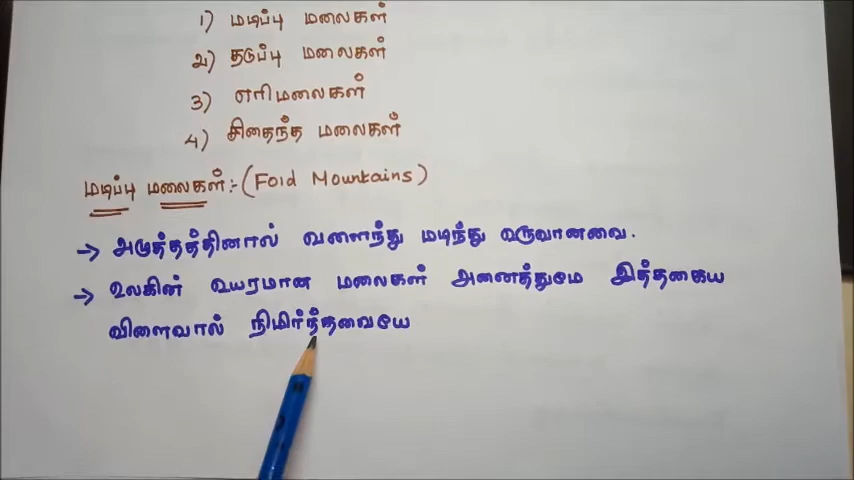 1) மடிப்பு மலைகள்
2) தடுப்பு மலைகள்
3) எரிமலைகள்
4) சிதைந்த மலைகள்
மடிப்பு மலைகள் :- (Fold Mountains)
→ அழுத்தத்தினால் வளைந்து மடிந்து உருவானவை.
→ உலகின் உயரமான மலைகள் அனைத்துமே இத்தகைய
விளைவால் நிமிர்ந்தவையே